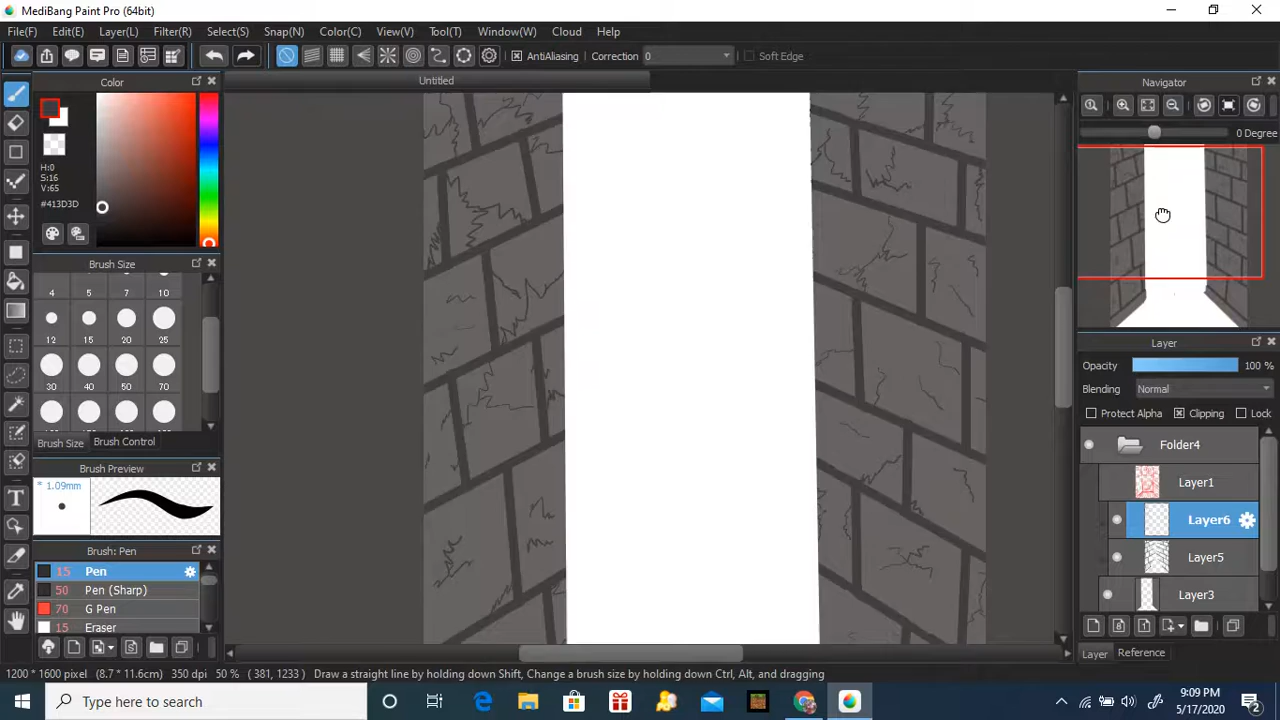 MediBang Paint Pro (64bit)
File(F) Edit(E) Layer(L) Filter(R) Select(S) Snap(N) Color(C) View(V) Tool(T) Window(W) Cloud Help
AntiAliasing Correction 0 Soft Edge
Color
Untitled
Navigator
0 Degree
H:0
S:16
V:65
#413D3D
Brush Size
4 5 7 10
12 15 20 25
30 40 50 70
Brush Size Brush Control
Brush Preview
* 1.09mm
Brush: Pen
15 Pen
50 Pen (Sharp)
70 G Pen
15 Eraser
Layer
Opacity 100 %
Blending Normal
Protect Alpha Clipping Lock
Folder4
Layer1
Layer6
Layer5
Layer3
Layer Reference
1200 * 1600 pixel (8.7 * 11.6cm) 350 dpi 50 % ( 381, 1233 ) Draw a straight line by holding down Shift, Change a brush size by holding down Ctrl, Alt, and dragging
Type here to search
9:09 PM
5/17/2020
2